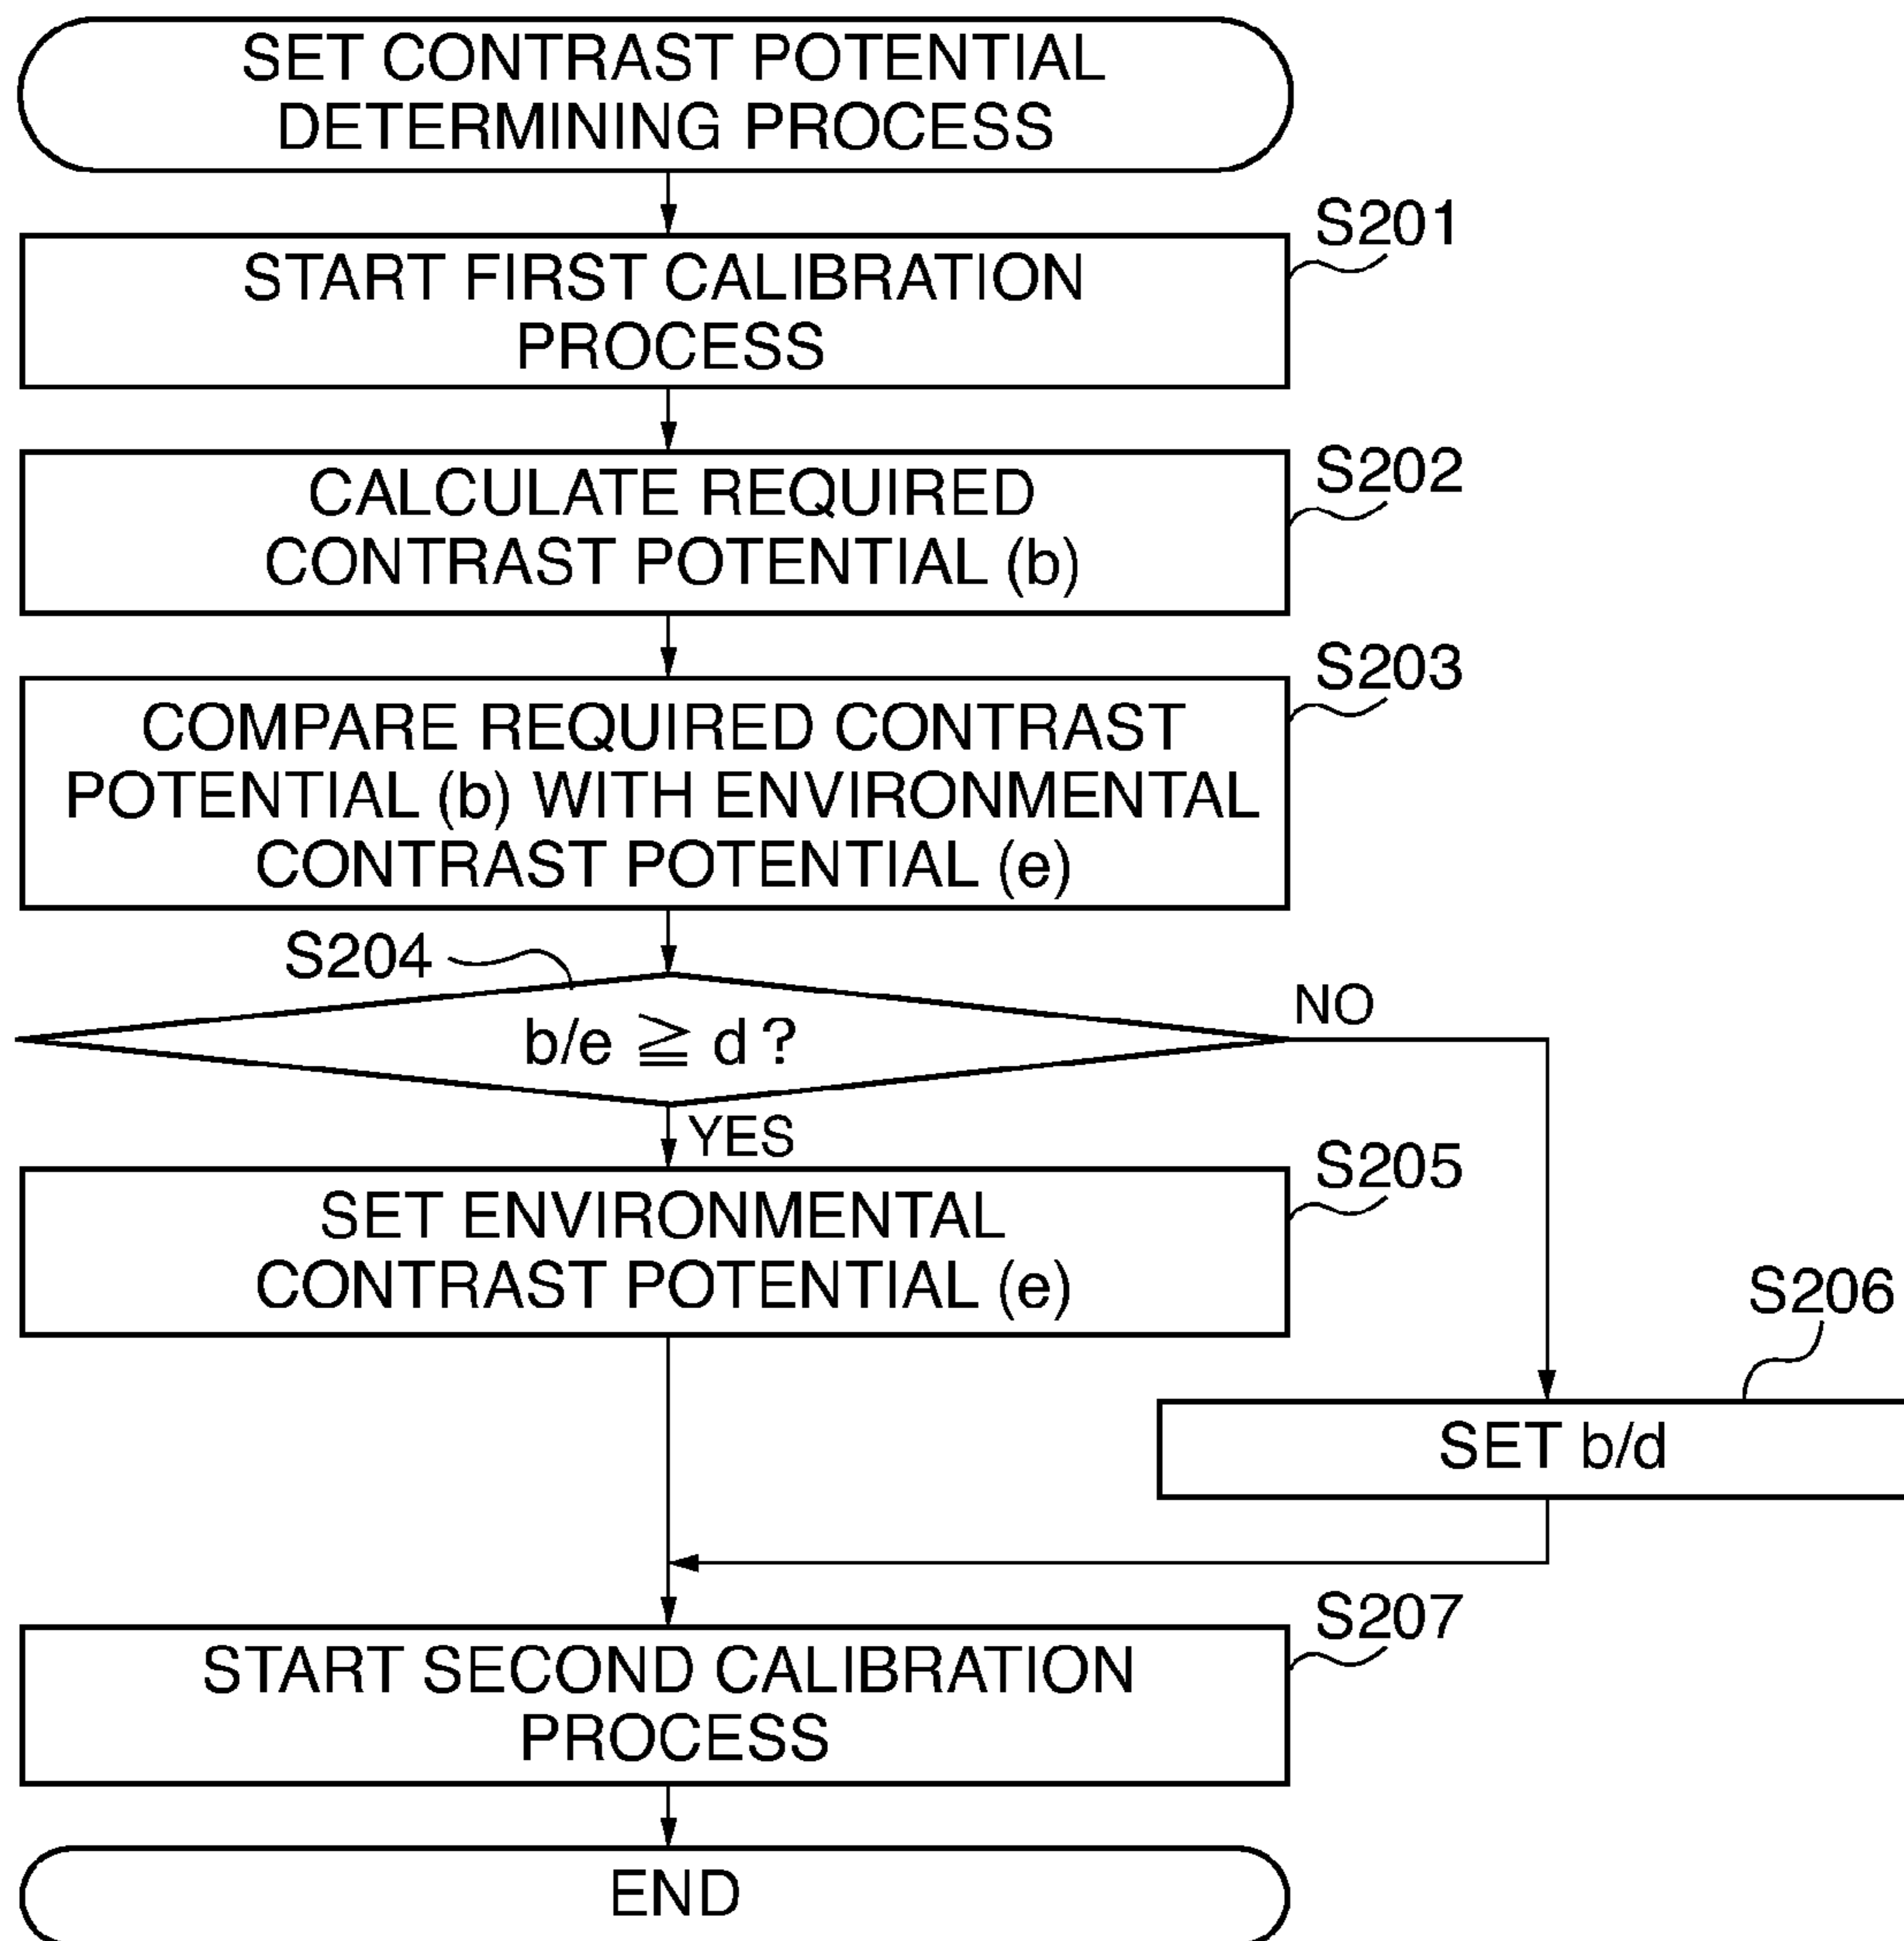 SET CONTRAST POTENTIAL
DETERMINING PROCESS
S201
START FIRST CALIBRATION
PROCESS
S202
CALCULATE REQUIRED
CONTRAST POTENTIAL (b)
S203
COMPARE REQUIRED CONTRAST
POTENTIAL (b) WITH ENVIRONMENTAL
CONTRAST POTENTIAL (e)
S204
b/e ≧ d ?
NO
YES
S205
SET ENVIRONMENTAL
CONTRAST POTENTIAL (e)
S206
SET b/d
S207
START SECOND CALIBRATION
PROCESS
END